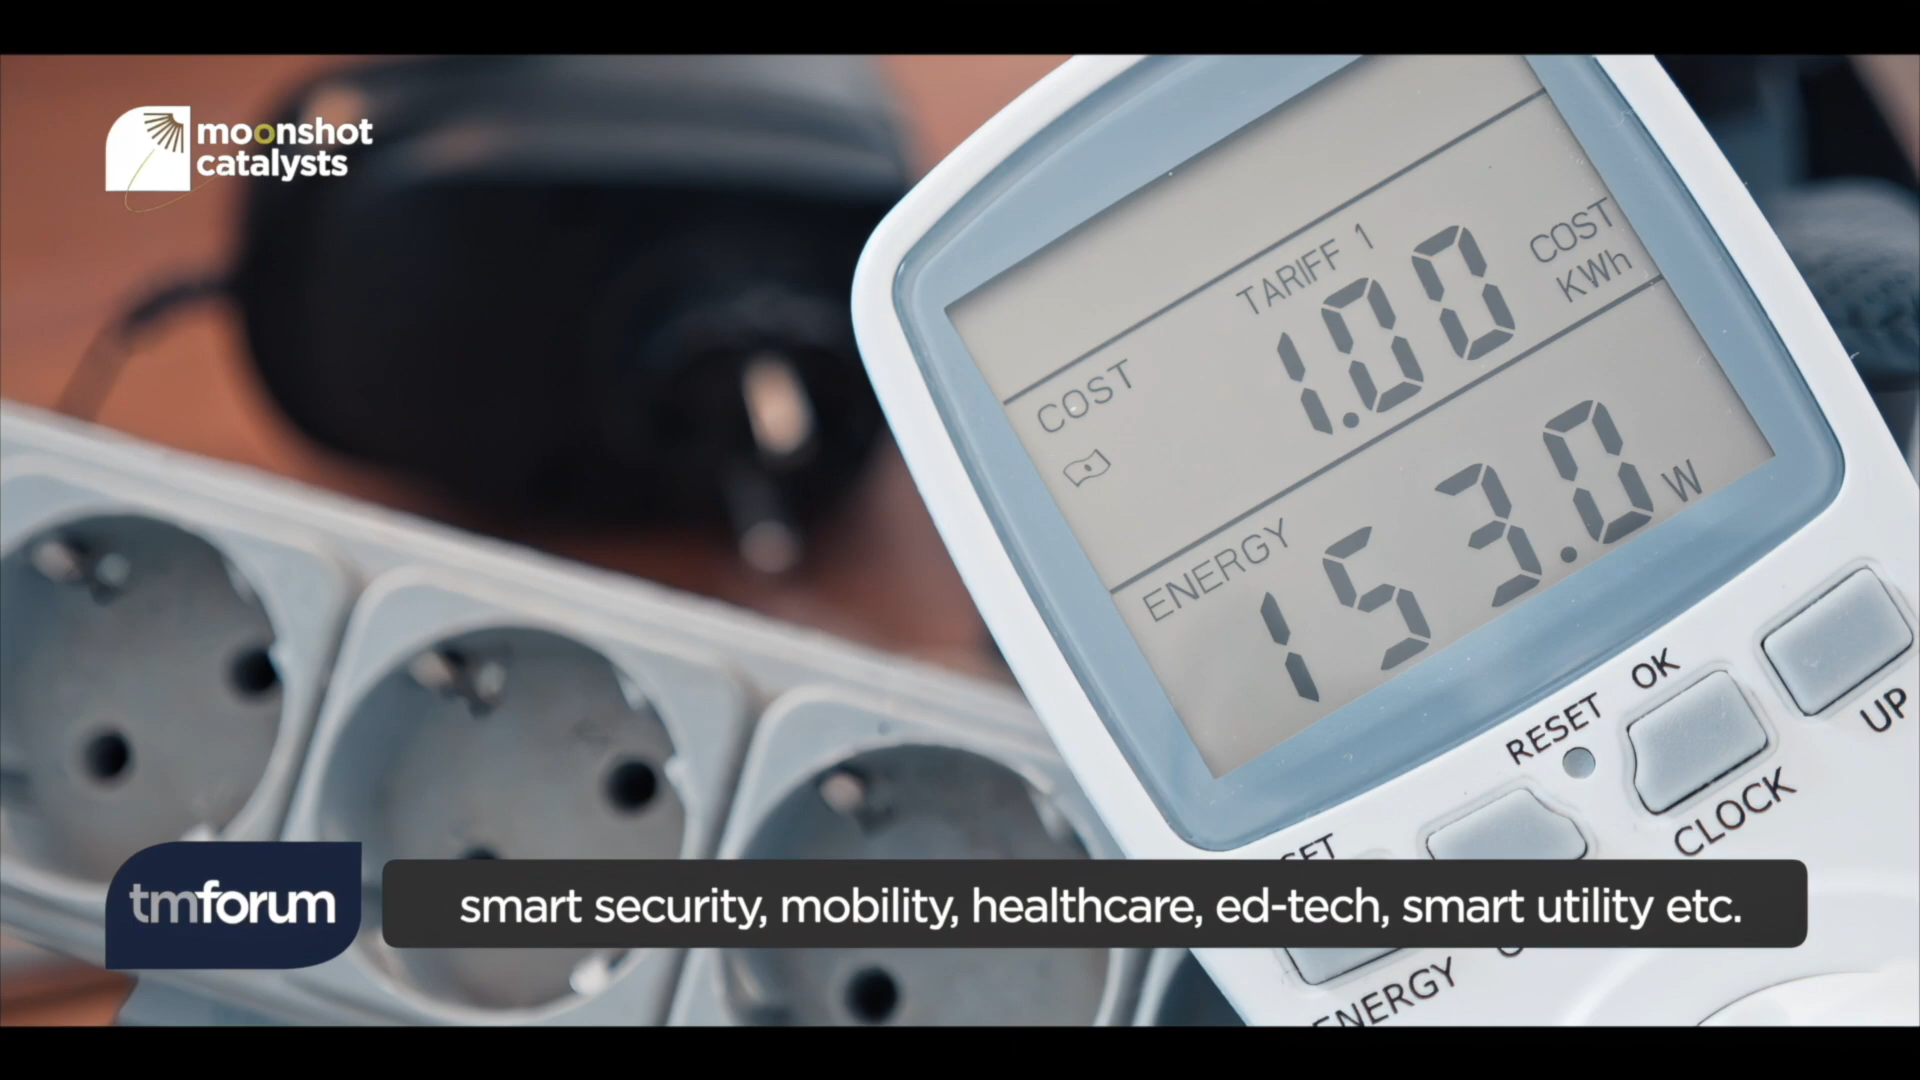 moonshot
catalysts
TARIFF 1
COST
1.00
COST
KWh
ENERGY
153.0 W
RESET
OK
UP
CLOCK
ENERGY
tmforum
smart security, mobility, healthcare, ed-tech, smart utility etc.